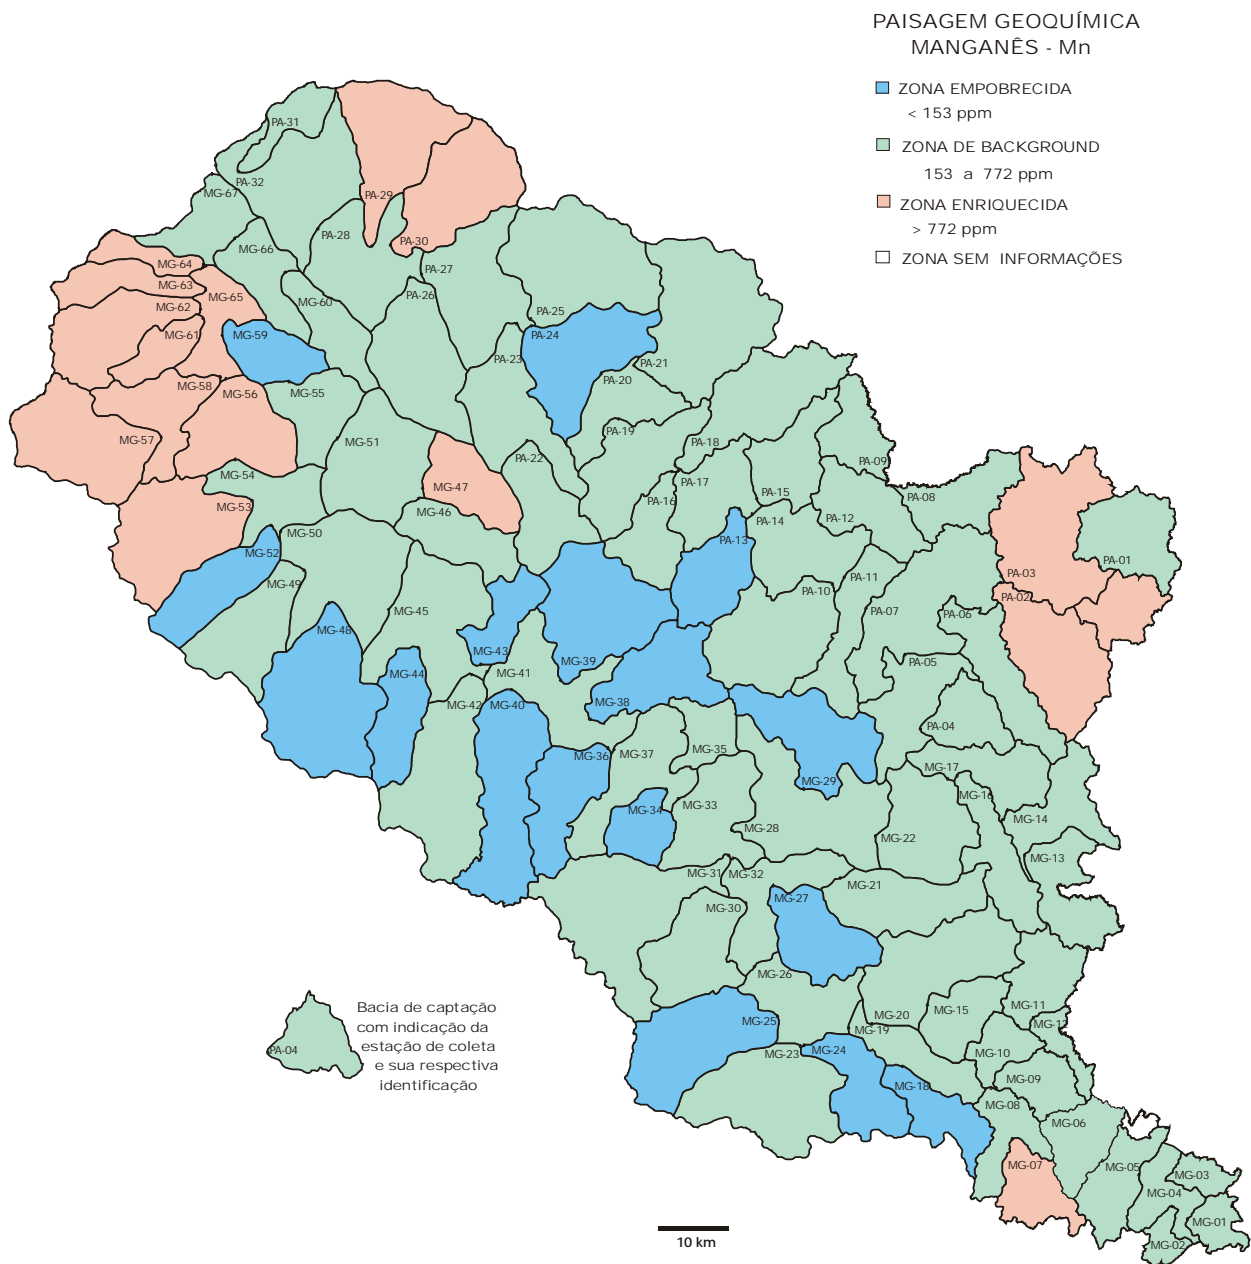 PAISAGEM GEOQUÍMICA
MANGANÊS - Mn
ZONA EMPOBRECIDA
< 153 ppm
ZONA DE BACKGROUND
153 a 772 ppm
ZONA ENRIQUECIDA
> 772 ppm
ZONA SEM INFORMAÇÕES
PA-31
PA-32
MG-67
PA-29
PA-28
PA-30
MG-66
MG-64
PA-27
MG-63
MG-65
PA-26
MG-60
MG-62
PA-25
MG-61
MG-59
PA-24
PA-23
PA-21
MG-58
PA-20
MG-56
MG-55
MG-57
MG-51
PA-19
PA-18
PA-22
PA-09
MG-54
MG-47
PA-17
PA-15
PA-08
MG-53
MG-46
PA-16
PA-14
PA-12
MG-50
PA-13
MG-52
PA-01
MG-49
PA-11
PA-03
PA-10
PA-02
MG-45
PA-07
PA-06
MG-48
MG-43
MG-39
PA-05
MG-44
MG-41
MG-42
MG-40
MG-38
PA-04
MG-36
MG-37
MG-35
MG-17
MG-29
MG-16
MG-34
MG-33
MG-14
MG-28
MG-22
MG-13
MG-31
MG-32
MG-21
MG-27
MG-30
MG-26
MG-25
MG-20
MG-15
MG-11
MG-12
MG-19
MG-23
MG-24
MG-10
MG-09
MG-18
MG-08
MG-06
MG-07
MG-05
MG-03
MG-04
MG-01
MG-02
PA-04
Bacia de captação
com indicação da
estação de coleta
e sua respectiva
identificação
10 km